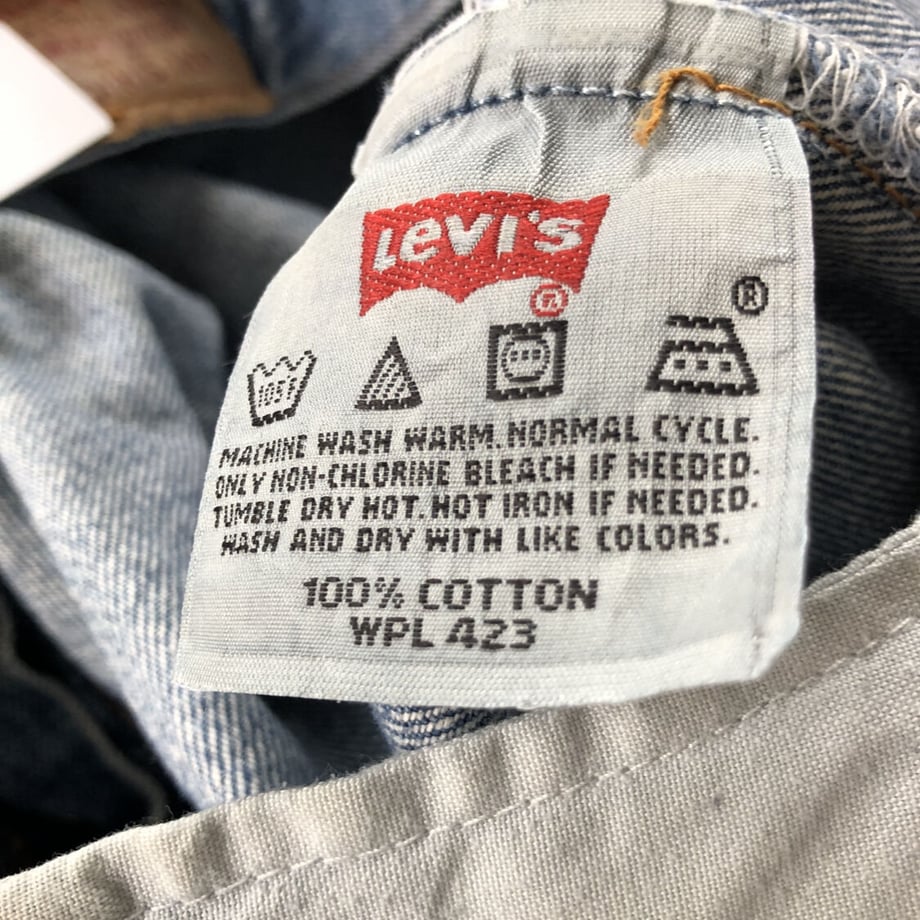 Levi's
®
®
105F
MACHINE WASH WARM. NORMAL CYCLE.
ONLY NON-CHLORINE BLEACH IF NEEDED.
TUMBLE DRY HOT. HOT IRON IF NEEDED.
WASH AND DRY WITH LIKE COLORS.
100% COTTON
WPL 423